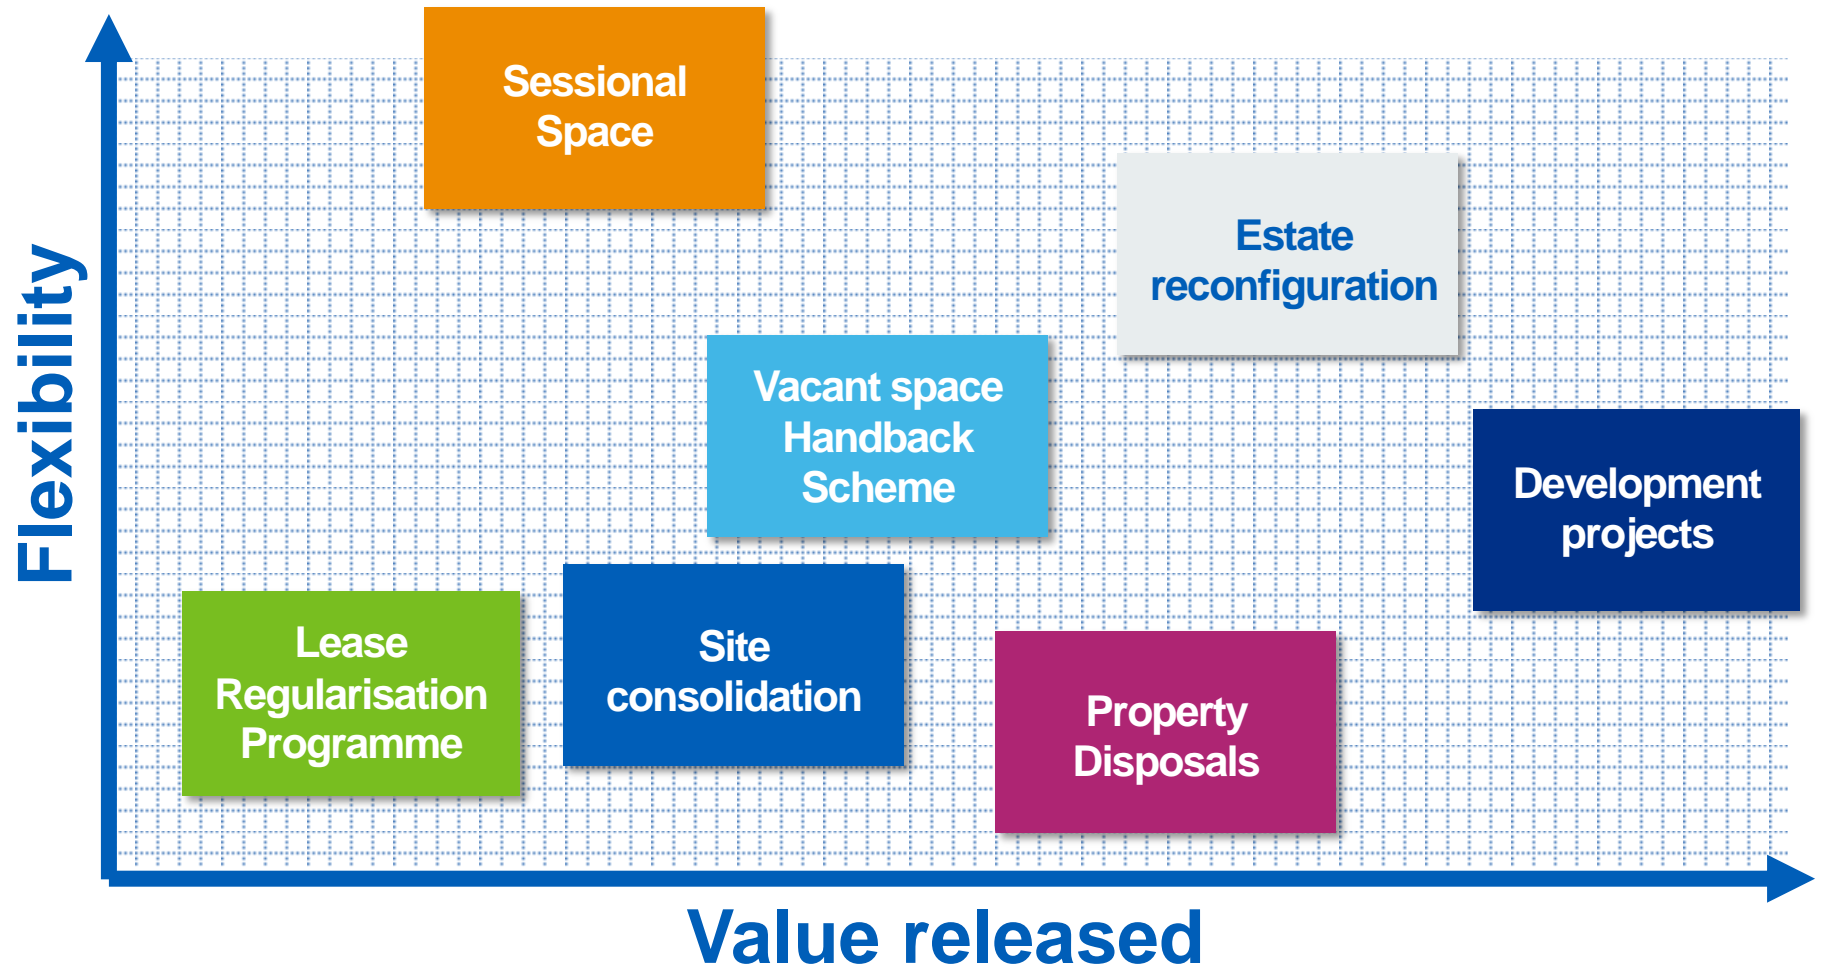 Flexibility
Sessional
Space
Estate
reconfiguration
Vacant space
Handback
Scheme
Development
projects
Lease
Regularisation
Programme
Site
consolidation
Property
Disposals
Value released